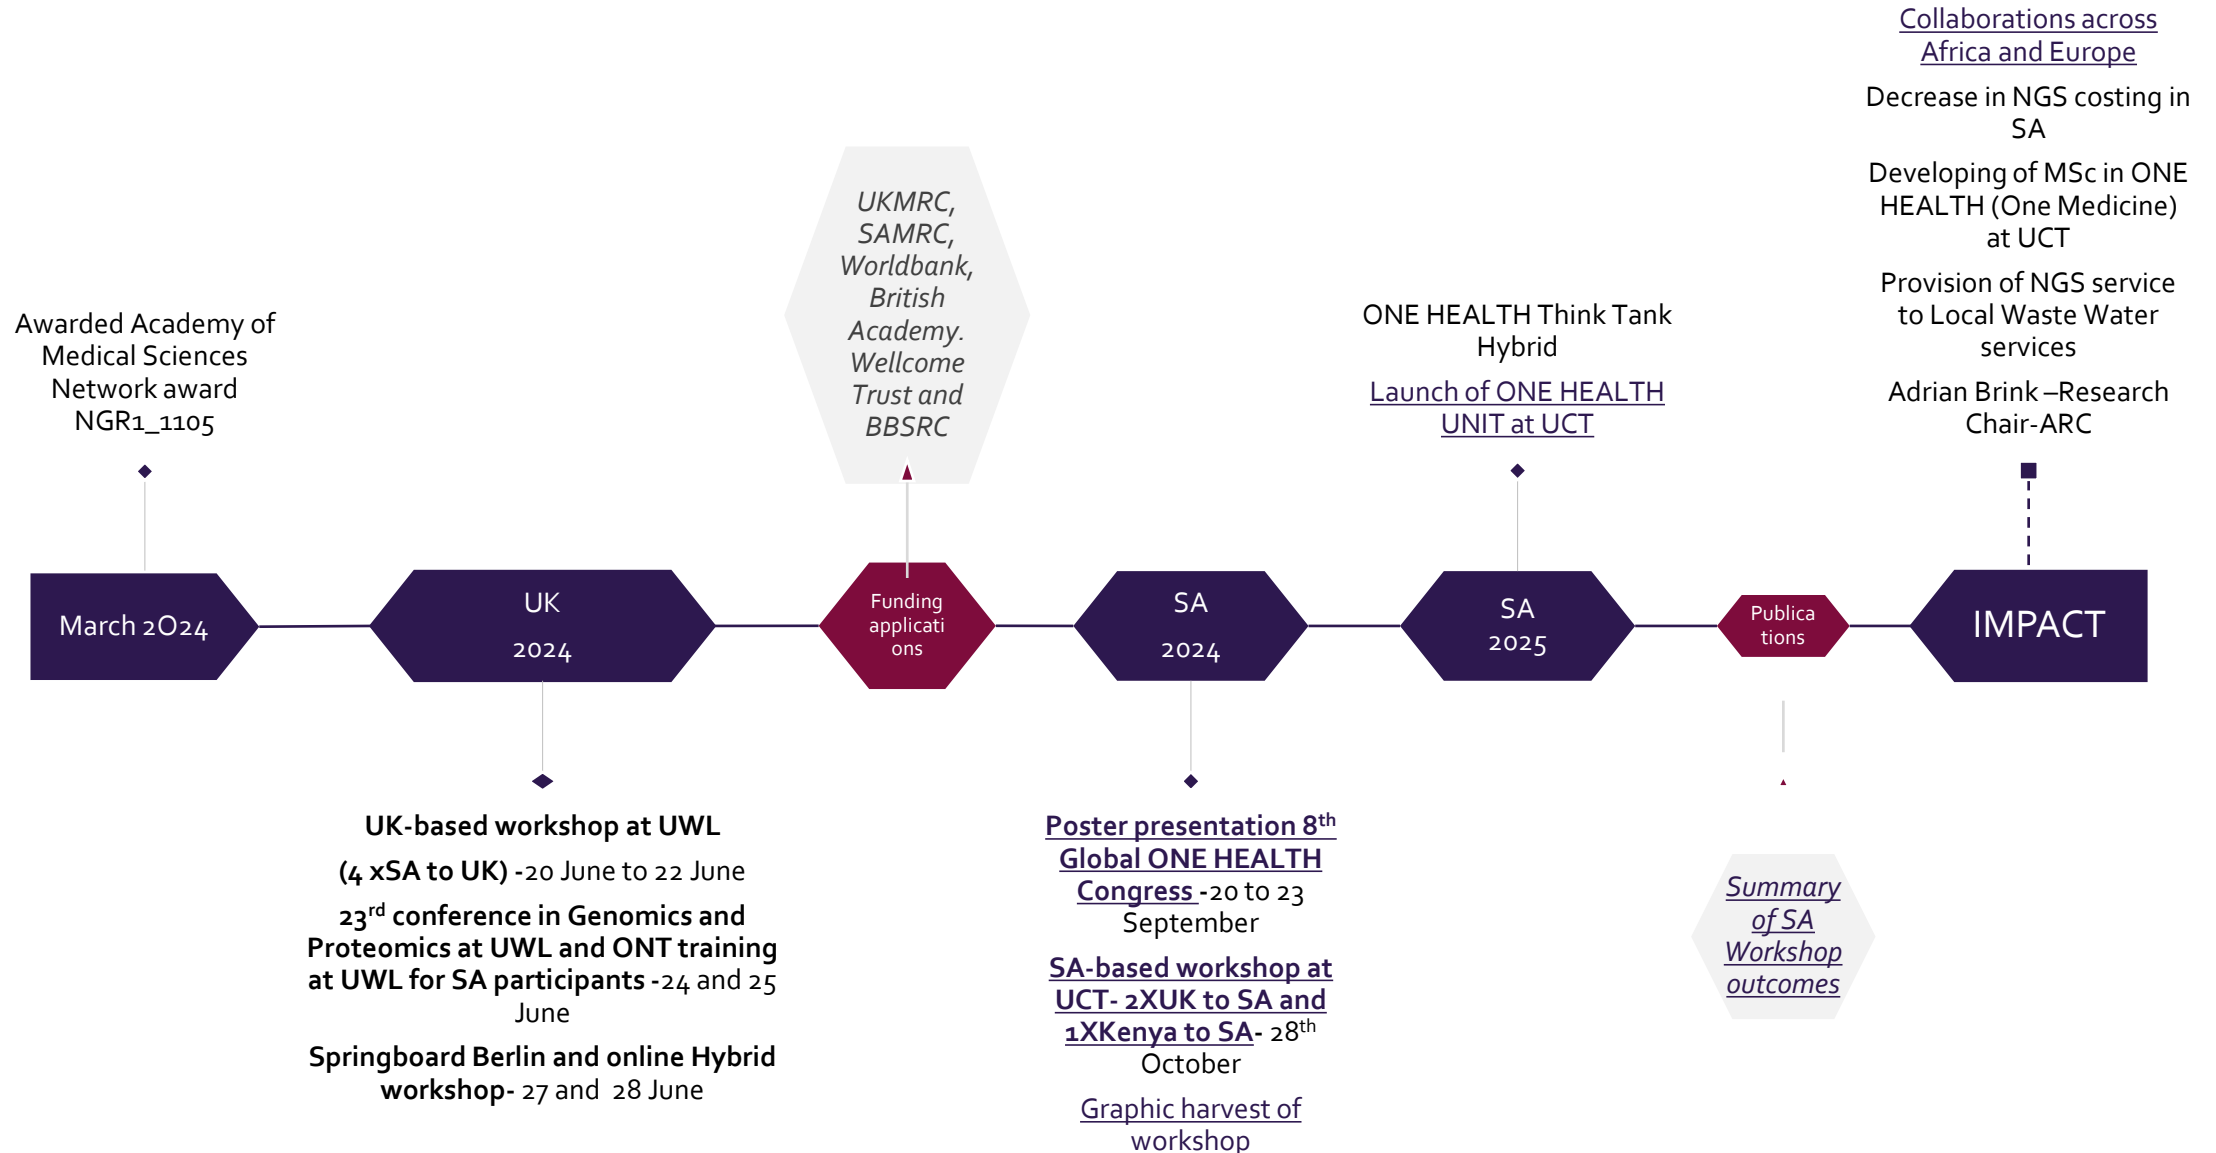 Awarded Academy of
Medical Sciences
Network award
NGR1_1105
March 2O24
UK
2024
UK-based workshop at UWL
(4 xSA to UK) -20 June to 22 June
23rd conference in Genomics and
Proteomics at UWL and ONT training
at UWL for SA participants -24 and 25
June
Springboard Berlin and online Hybrid
workshop- 27 and  28 June
UKMRC,
SAMRC,
Worldbank,
British
Academy.
Wellcome
Trust and
BBSRC
Funding
applicati
ons
SA
2024
Poster presentation 8th
Global ONE HEALTH
Congress -20 to 23
September
SA-based workshop at
UCT- 2XUK to SA and
1XKenya to SA- 28th
October
Graphic harvest of
workshop
ONE HEALTH Think Tank
Hybrid
Launch of ONE HEALTH
UNIT at UCT
SA
2025
Publica
tions
Summary
of SA
Workshop
outcomes
Collaborations across
Africa and Europe
Decrease in NGS costing in
SA
Developing of MSc in ONE
HEALTH (One Medicine)
at UCT
Provision of NGS service
to Local Waste Water
services
Adrian Brink –Research
Chair-ARC
IMPACT